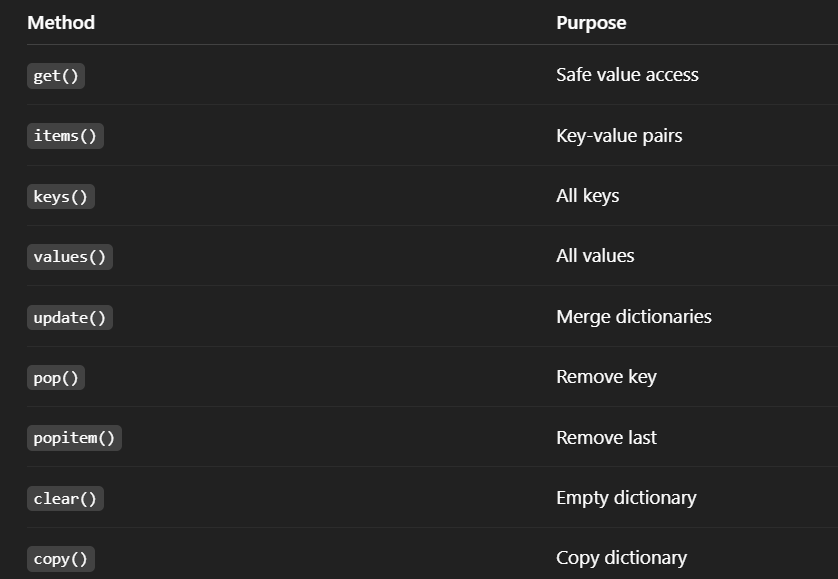 Method Purpose
get() Safe value access
items() Key-value pairs
keys() All keys
values() All values
update() Merge dictionaries
pop() Remove key
popitem() Remove last
clear() Empty dictionary
copy() Copy dictionary